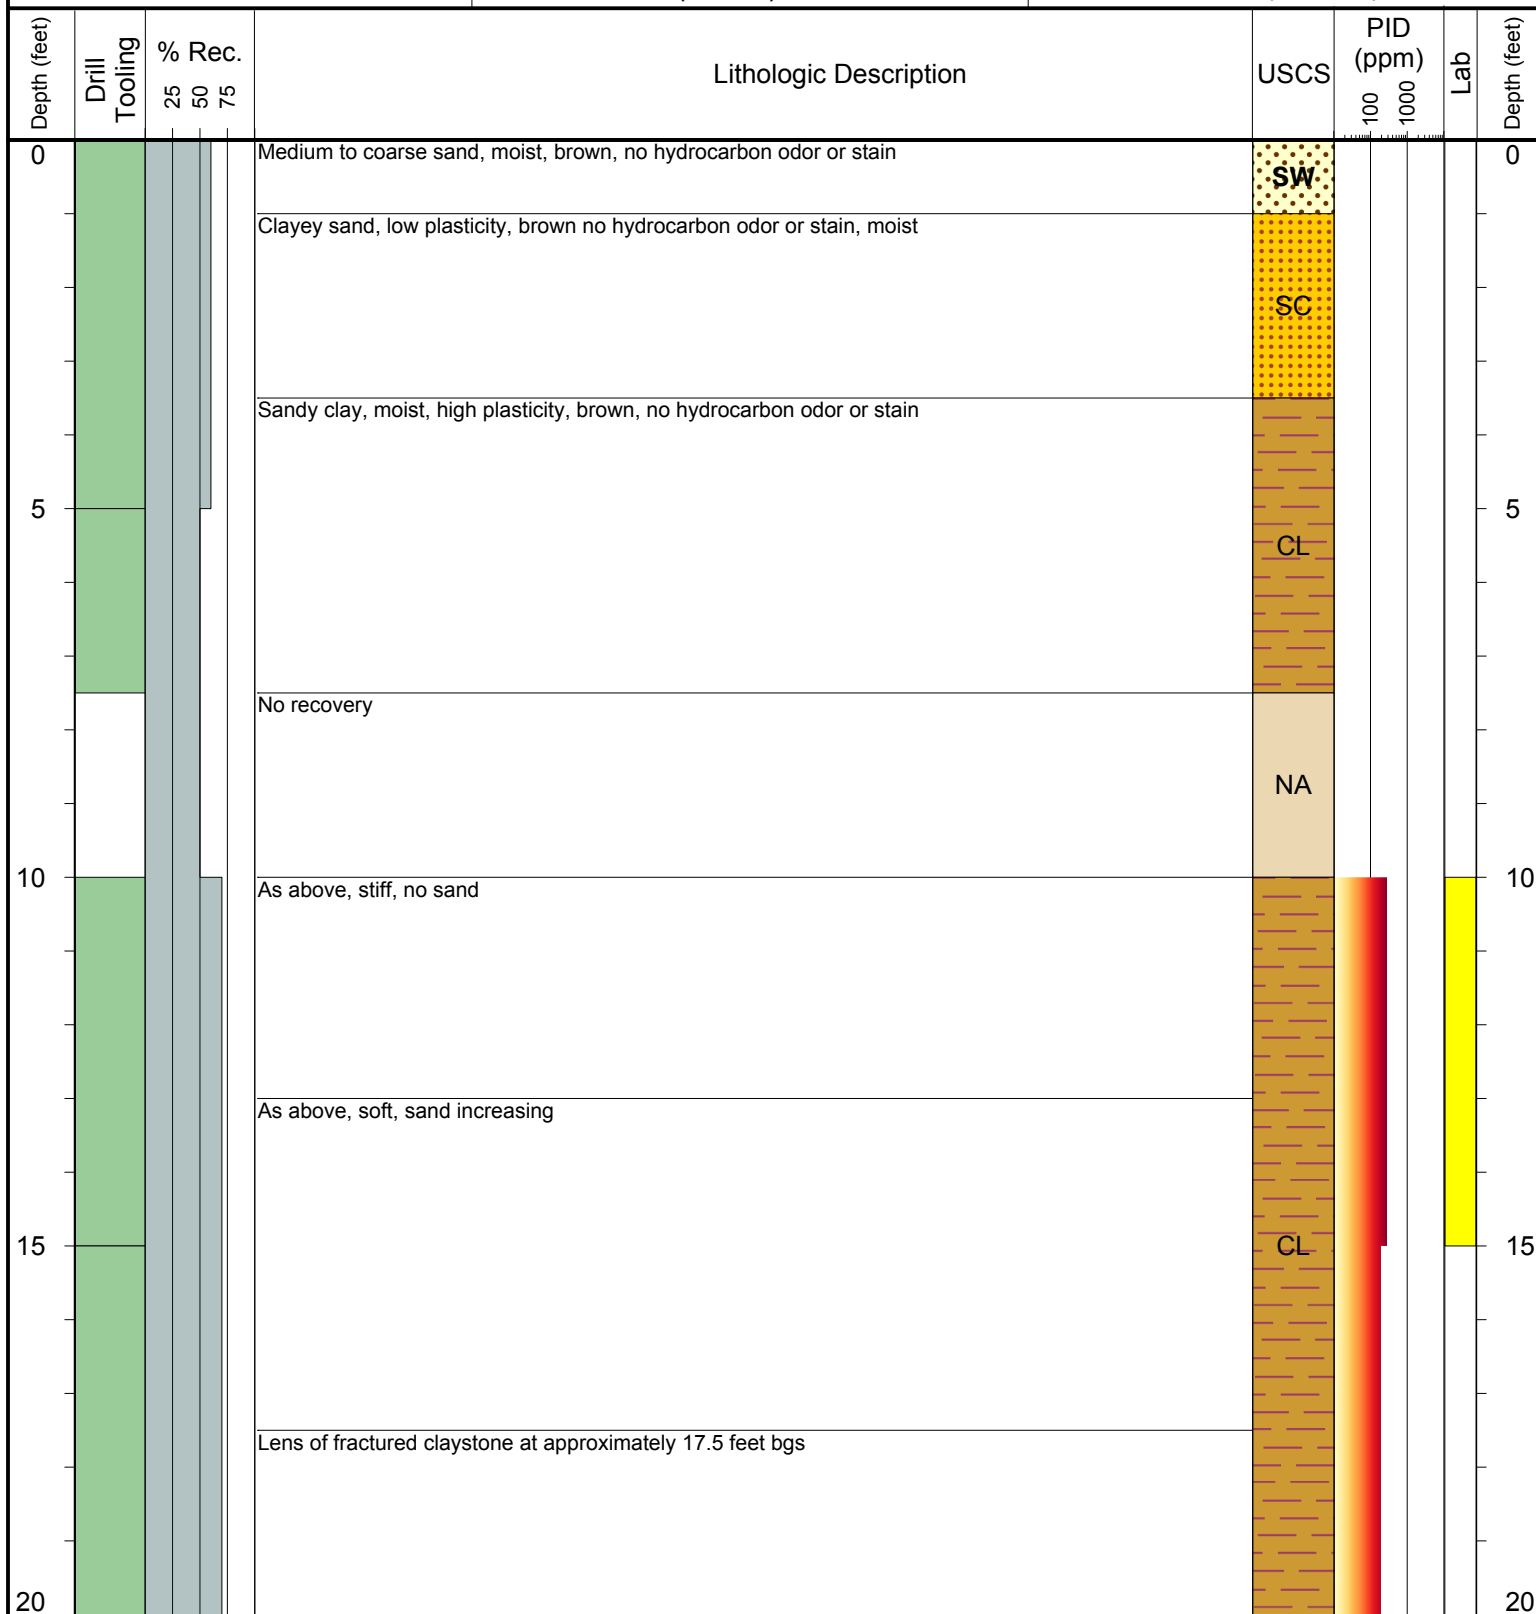 Depth (feet)
Drill
Tooling
% Rec.
25
50
75
Lithologic Description
USCS
PID
(ppm)
100
1000
Lab
Depth (feet)
0
Medium to coarse sand, moist, brown, no hydrocarbon odor or stain
SW
0
Clayey sand, low plasticity, brown no hydrocarbon odor or stain, moist
SC
Sandy clay, moist, high plasticity, brown, no hydrocarbon odor or stain
5
5
CL
No recovery
NA
10
As above, stiff, no sand
10
As above, soft, sand increasing
15
CL
15
Lens of fractured claystone at approximately 17.5 feet bgs
20
20